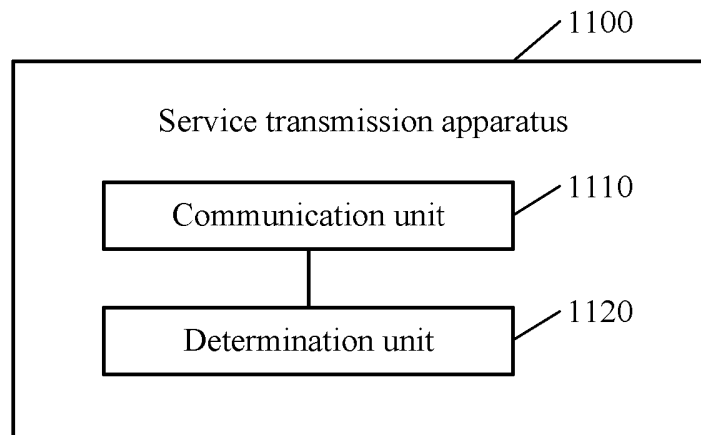 1100
Service transmission apparatus
1110
Communication unit
1120
Determination unit